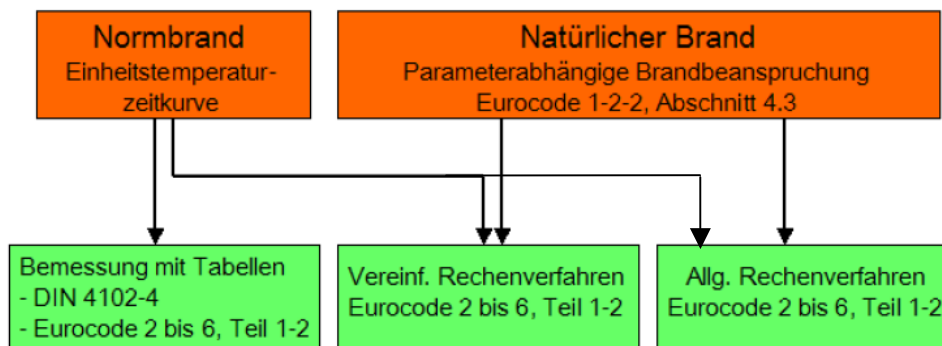 Normbrand
Einheitstemperatur-
zeitkurve
Natürlicher Brand
Parameterabhängige Brandbeanspruchung
Eurocode 1-2-2, Abschnitt 4.3
Bemessung mit Tabellen
- DIN 4102-4
- Eurocode 2 bis 6, Teil 1-2
Vereinf. Rechenverfahren
Eurocode 2 bis 6, Teil 1-2
Allg. Rechenverfahren
Eurocode 2 bis 6, Teil 1-2